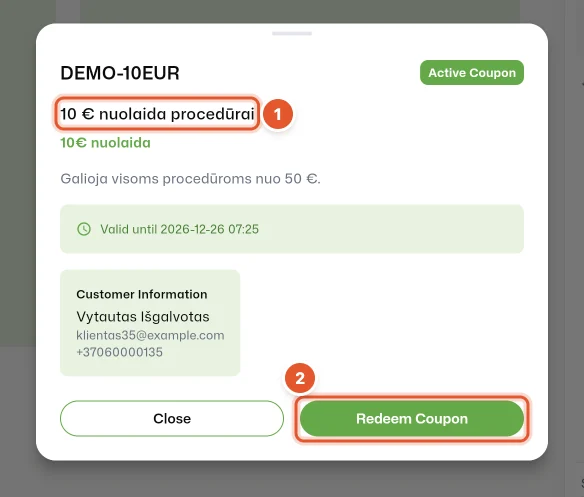 DEMO-10EUR
Active Coupon
10 € nuolaida procedūrai
1
10€ nuolaida
Galioja visoms procedūroms nuo 50 €.
Valid until 2026-12-26 07:25
Customer Information
Vytautas Išgalvotas
klientas35@example.com
+37060000135
2
Close
Redeem Coupon